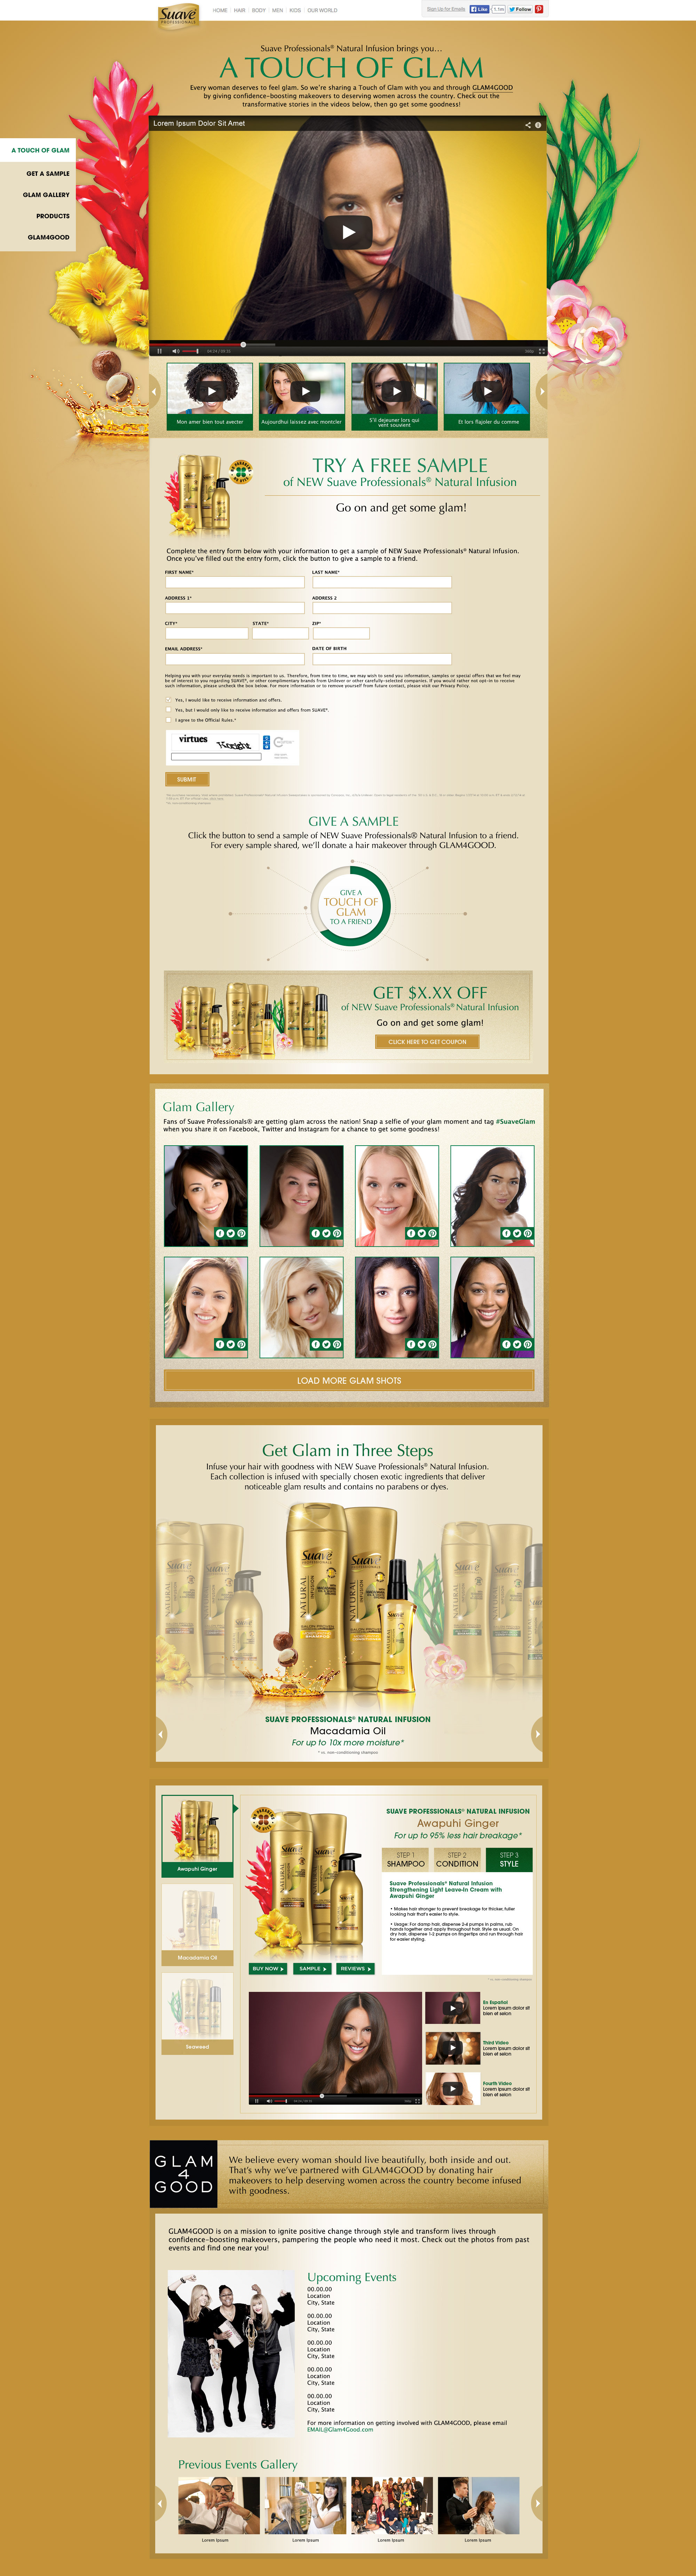 Suave
PROFESSIONALS
HOME
HAIR
BODY
MEN
KIDS
OUR WORLD
Sign Up for Emails
Like
1.1m
Follow
Suave Professionals® Natural Infusion brings you...
A TOUCH OF GLAM
Every woman deserves to feel glam. So we're sharing a Touch of Glam with you and through GLAM4GOOD
by giving confidence-boosting makeovers to deserving women across the country. Check out the
transformative stories in the videos below, then go get some goodness!
A TOUCH OF GLAM
GET A SAMPLE
GLAM GALLERY
PRODUCTS
GLAM4GOOD
Lorem Ipsum Dolor Sit Amet
Mon amer bien tout avecter
Aujourdhui laissez avec montcler
S'il dejeuner lors qui
vent souvient
Et lors flajoler du comme
TRY A FREE SAMPLE
of NEW Suave Professionals® Natural Infusion
Go on and get some glam!
Complete the entry form below with your information to get a sample of NEW Suave Professionals® Natural Infusion.
Once you've filled out the entry form, click the button to give a sample to a friend.
FIRST NAME*
LAST NAME*
ADDRESS 1*
ADDRESS 2
CITY*
STATE*
ZIP*
EMAIL ADDRESS*
DATE OF BIRTH
Helping you with your everyday needs is important to us. Therefore, from time to time, we may wish to send you information, samples or special offers that we feel may
be of interest to you regarding SUAVE®, or other complimentary brands from Unilever or other carefully-selected companies. If you would rather not opt-in to receive
such information, please uncheck the box below. For more information or to remove yourself from future contact, please visit our Privacy Policy.
Yes, I would like to receive information and offers.
Yes, but I would only like to receive information and offers from SUAVE®.
I agree to the Official Rules.*
virtues Knight
SUBMIT
GIVE A SAMPLE
Click the button to send a sample of NEW Suave Professionals® Natural Infusion to a friend.
For every sample shared, we'll donate a hair makeover through GLAM4GOOD.
GIVE A
TOUCH OF
GLAM
TO A FRIEND
GET $X.XX OFF
of NEW Suave Professionals® Natural Infusion
Go on and get some glam!
CLICK HERE TO GET COUPON
Glam Gallery
Fans of Suave Professionals® are getting glam across the nation! Snap a selfie of your glam moment and tag #SuaveGlam
when you share it on Facebook, Twitter and Instagram for a chance to get some goodness!
LOAD MORE GLAM SHOTS
Get Glam in Three Steps
Infuse your hair with goodness with NEW Suave Professionals® Natural Infusion.
Each collection is infused with specially chosen exotic ingredients that deliver
noticeable glam results and contains no parabens or dyes.
Suave
PROFESSIONALS
NATURAL
INFUSION
Suave
PROFESSIONALS
NATURAL
INFUSION
Suave
NATURAL
SUAVE PROFESSIONALS® NATURAL INFUSION
Macadamia Oil
For up to 10x more moisture*
* vs. non-conditioning shampoo
Awapuhi Ginger
Macadamia Oil
Seaweed
SUAVE PROFESSIONALS® NATURAL INFUSION
Awapuhi Ginger
For up to 95% less hair breakage*
STEP 1
SHAMPOO
STEP 2
CONDITION
STEP 3
STYLE
Suave Professionals® Natural Infusion
Strengthening Light Leave-In Cream with
Awapuhi Ginger
• Makes hair stronger to prevent breakage for thicker, fuller
looking hair that's easier to style.
• Usage: For damp hair, dispense 2-4 pumps in palms, rub
hands together and apply throughout hair. Style as usual. On
dry hair, dispense 1-2 pumps on fingertips and run through hair
for easier styling.
* vs. non-conditioning shampoo
BUY NOW
SAMPLE
REVIEWS
En Español
Lorem ipsum dolor sit
bien et selon
Third Video
Lorem ipsum dolor sit
bien et selon
Fourth Video
Lorem ipsum dolor sit
bien et selon
GLAM
4
GOOD
We believe every woman should live beautifully, both inside and out.
That's why we've partnered with GLAM4GOOD by donating hair
makeovers to help deserving women across the country become infused
with goodness.
GLAM4GOOD is on a mission to ignite positive change through style and transform lives through
confidence-boosting makeovers, pampering the people who need it most. Check out the photos from past
events and find one near you!
Upcoming Events
00.00.00
Location
City, State
00.00.00
Location
City, State
00.00.00
Location
City, State
00.00.00
Location
City, State
00.00.00
Location
City, State
For more information on getting involved with GLAM4GOOD, please email
EMAIL@Glam4Good.com
Previous Events Gallery
Lorem Ipsum
Lorem Ipsum
Lorem Ipsum
Lorem Ipsum